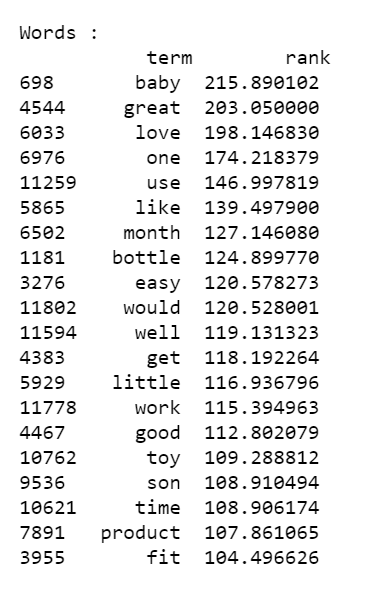 Words :
term rank
698 baby 215.890102
4544 great 203.050000
6033 love 198.146830
6976 one 174.218379
11259 use 146.997819
5865 like 139.497900
6502 month 127.146080
1181 bottle 124.899770
3276 easy 120.578273
11802 would 120.528001
11594 well 119.131323
4383 get 118.192264
5929 little 116.936796
11778 work 115.394963
4467 good 112.802079
10762 toy 109.288812
9536 son 108.910494
10621 time 108.906174
7891 product 107.861065
3955 fit 104.496626